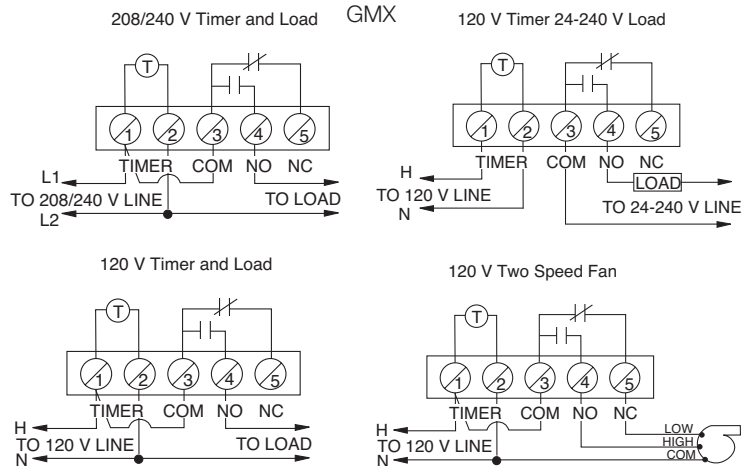 GMX
208/240 V Timer and Load
T
1 2 3 4 5
TIMER COM NO NC
L1
TO 208/240 V LINE
TO LOAD
L2
120 V Timer 24-240 V Load
T
1 2 3 4 5
TIMER COM NO NC
H
LOAD
TO 120 V LINE
TO 24-240 V LINE
N
120 V Timer and Load
T
1 2 3 4 5
TIMER COM NO NC
H
TO 120 V LINE
TO LOAD
N
120 V Two Speed Fan
T
1 2 3 4 5
TIMER COM NO NC
H
LOW
TO 120 V LINE
HIGH
COM
N